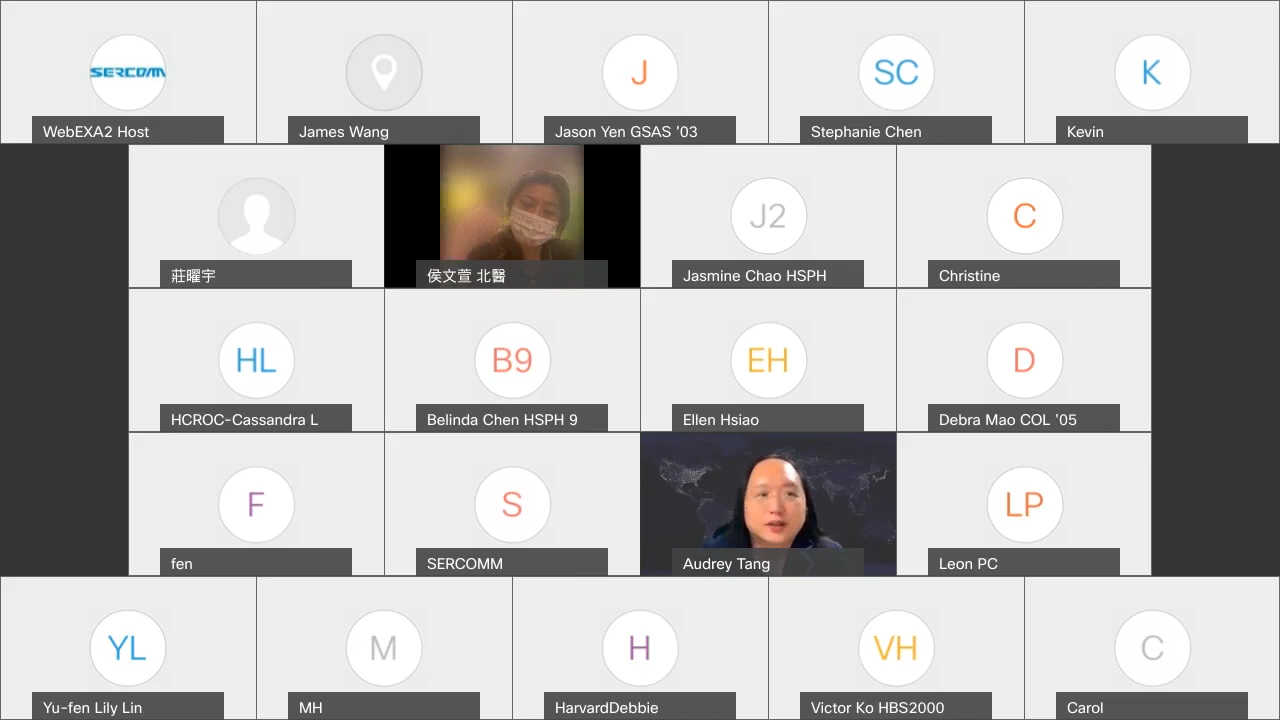 SERCOMM
WebEXA2 Host
James Wang
J
Jason Yen GSAS '03
SC
Stephanie Chen
K
Kevin
莊曜宇
侯文萱 北醫
J2
Jasmine Chao HSPH
C
Christine
HL
HCROC-Cassandra L
B9
Belinda Chen HSPH 9
EH
Ellen Hsiao
D
Debra Mao COL '05
F
fen
S
SERCOMM
Audrey Tang
LP
Leon PC
YL
Yu-fen Lily Lin
M
MH
H
HarvardDebbie
VH
Victor Ko HBS2000
C
Carol